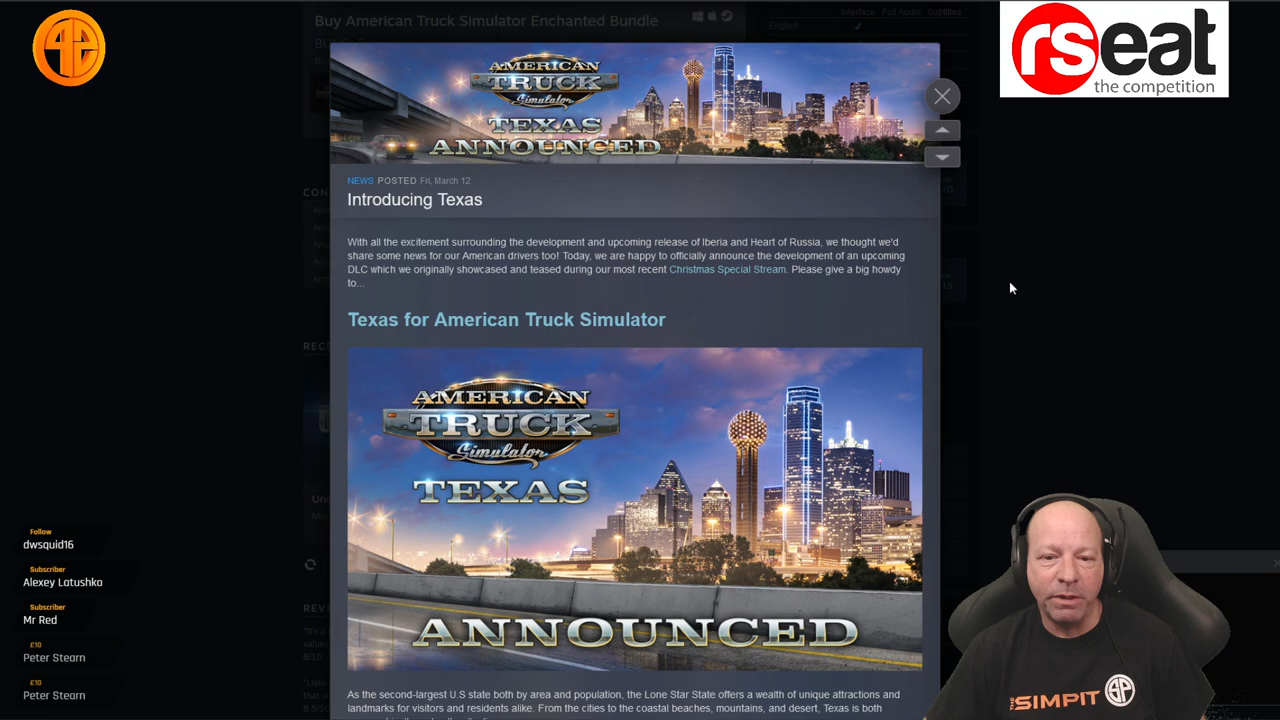 Buy American Truck Simulator Enchanted Bundle
Interface Full Audio Subtitles
English
rseat
the competition
AMERICAN
TRUCK
Simulator
TEXAS
ANNOUNCED
NEWS POSTED Fri, March 12
Introducing Texas
With all the excitement surrounding the development and upcoming release of Iberia and Heart of Russia, we thought we'd
share some news for our American drivers too! Today, we are happy to officially announce the development of an upcoming
DLC which we originally showcased and teased during our most recent Christmas Special Stream. Please give a big howdy
to...
Texas for American Truck Simulator
AMERICAN
TRUCK
Simulator
TEXAS
ANNOUNCED
As the second-largest U.S state both by area and population, the Lone Star State offers a wealth of unique attractions and
landmarks for visitors and residents alike. From the cities to the coastal beaches, mountains, and desert, Texas is both
Follow
dwsquid16
Subscriber
Alexey Latushko
Subscriber
Mr Red
£10
Peter Stearn
£10
Peter Stearn
THE SIMPIT